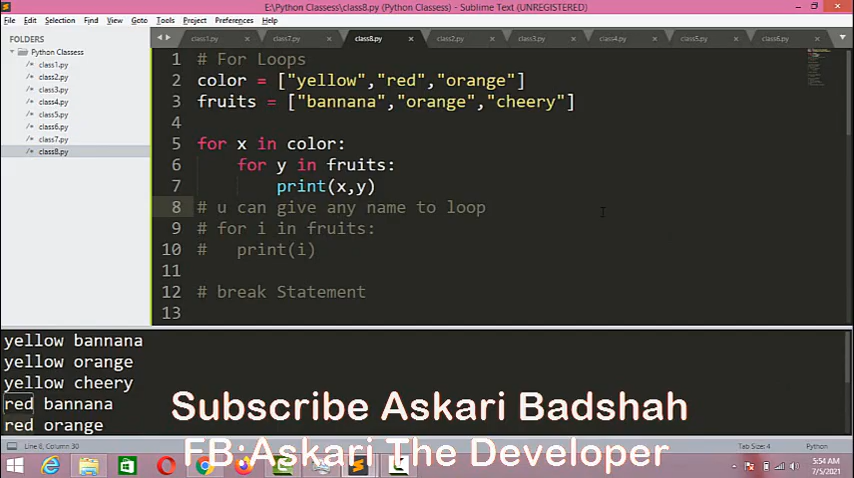 E:\Python Classess\class8.py (Python Classess) - Sublime Text (UNREGISTERED)
File Edit Selection Find View Goto Tools Project Preferences Help
FOLDERS
Python Classess
class1.py
class2.py
class3.py
class4.py
class5.py
class6.py
class7.py
class8.py
class1.py class7.py class8.py class2.py class3.py class4.py class5.py class6.py
1 # For Loops
2 color = ["yellow","red","orange"]
3 fruits = ["bannana","orange","cheery"]
4
5 for x in color:
6 for y in fruits:
7 print(x,y)
8 # u can give any name to loop
9 # for i in fruits:
10 # print(i)
11
12 # break Statement
13
yellow bannana
yellow orange
yellow cheery
red bannana
red orange
Subscribe Askari Badshah
FB:Askari The Developer
Line 8, Column 30 Tab Size: 4 Python
5:54 AM
7/5/2021